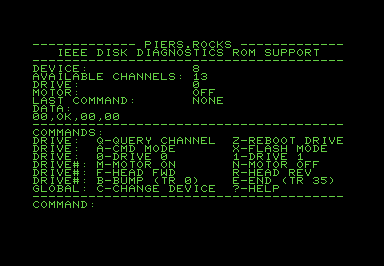 ------------- PIERS.ROCKS -------------
IEEE DISK DIAGNOSTICS ROM SUPPORT
---------------------------------------
DEVICE: 8
AVAILABLE CHANNELS: 13
DRIVE: 0
MOTOR: OFF
LAST COMMAND: NONE
DATA:
00,OK,00,00
---------------------------------------
COMMANDS:
DRIVE: Q-QUERY CHANNEL Z-REBOOT DRIVE
DRIVE: A-CMD MODE X-FLASH MODE
DRIVE: 0-DRIVE 0 1-DRIVE 1
DRIVE#: M-MOTOR ON N-MOTOR OFF
DRIVE#: F-HEAD FWD R-HEAD REV
DRIVE#: B-BUMP (TR 0) E-END (TR 35)
GLOBAL: C-CHANGE DEVICE ?-HELP
---------------------------------------
COMMAND: